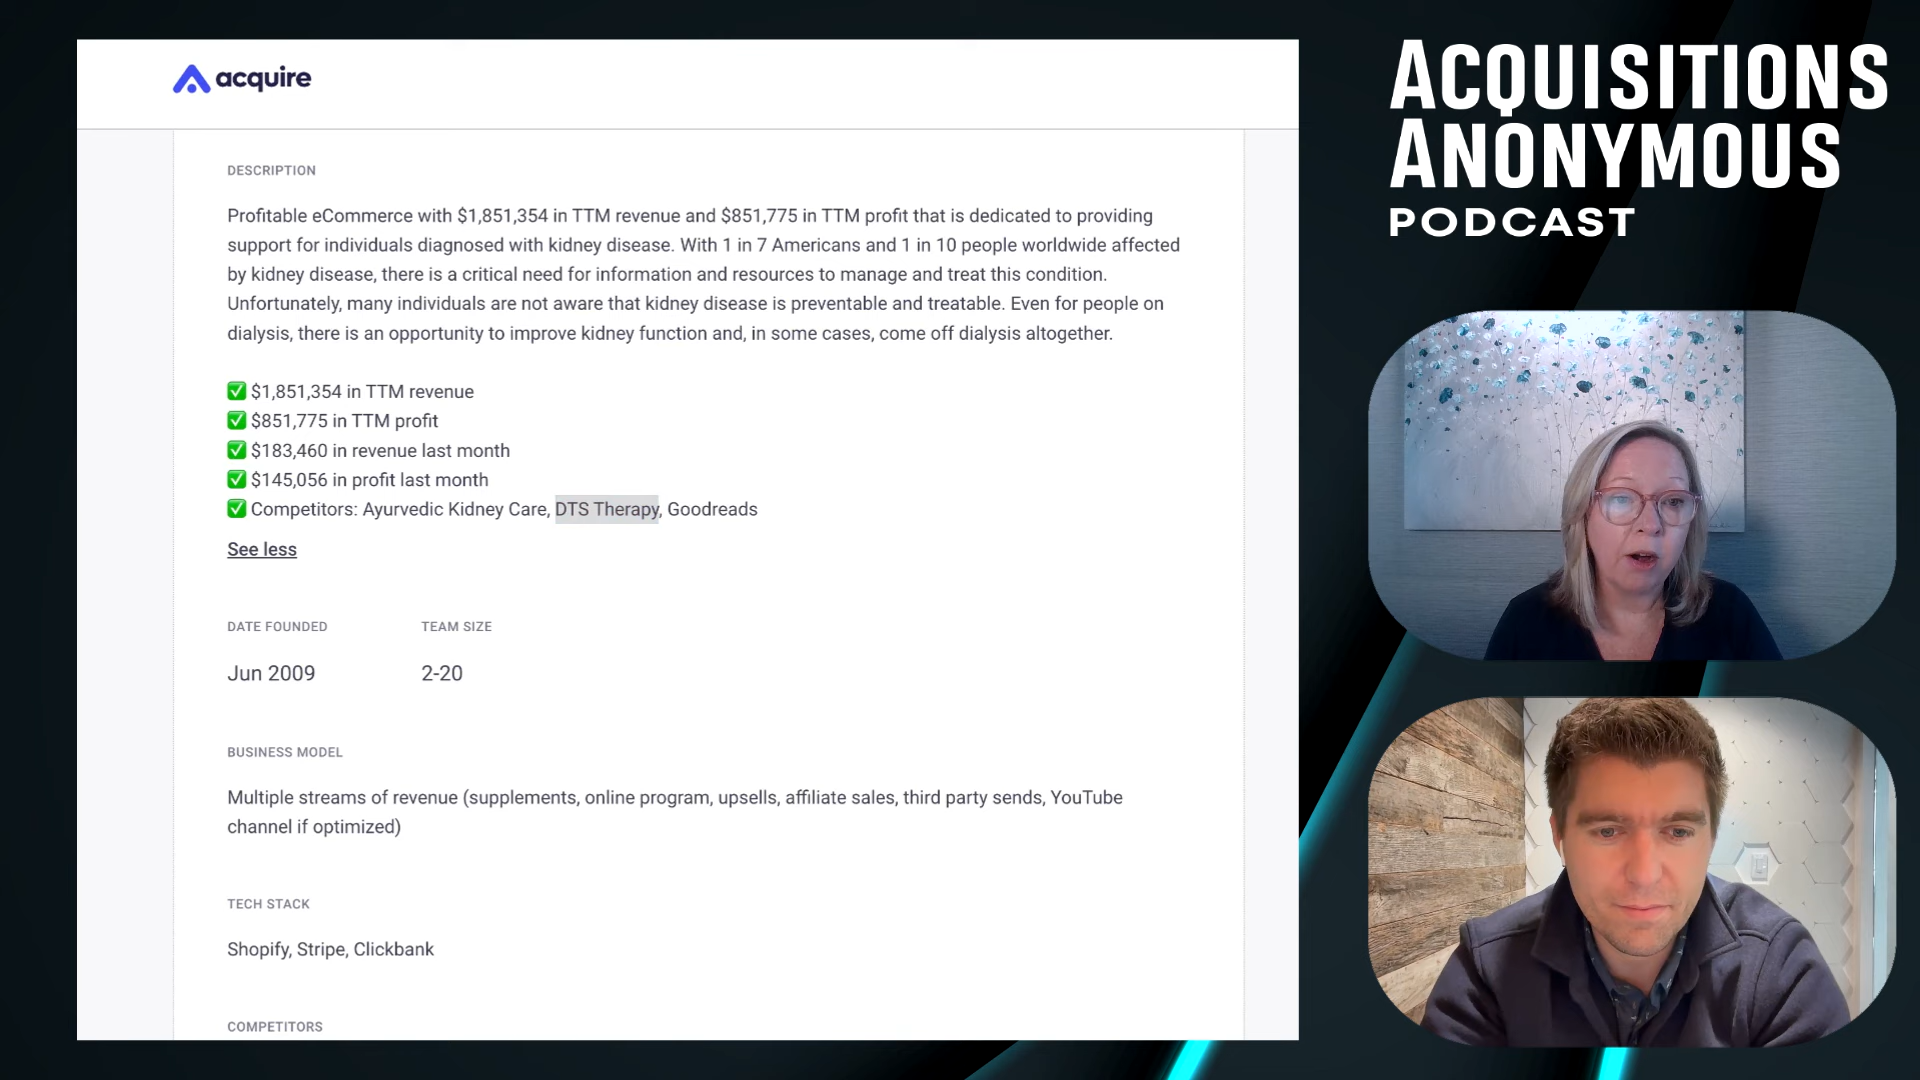 acquire
DESCRIPTION
Profitable eCommerce with $1,851,354 in TTM revenue and $851,775 in TTM profit that is dedicated to providing
support for individuals diagnosed with kidney disease. With 1 in 7 Americans and 1 in 10 people worldwide affected
by kidney disease, there is a critical need for information and resources to manage and treat this condition.
Unfortunately, many individuals are not aware that kidney disease is preventable and treatable. Even for people on
dialysis, there is an opportunity to improve kidney function and, in some cases, come off dialysis altogether.
✅ $1,851,354 in TTM revenue
✅ $851,775 in TTM profit
✅ $183,460 in revenue last month
✅ $145,056 in profit last month
✅ Competitors: Ayurvedic Kidney Care, DTS Therapy, Goodreads
See less
DATE FOUNDED TEAM SIZE
Jun 2009 2-20
BUSINESS MODEL
Multiple streams of revenue (supplements, online program, upsells, affiliate sales, third party sends, YouTube
channel if optimized)
TECH STACK
Shopify, Stripe, Clickbank
COMPETITORS
ACQUISITIONS
ANONYMOUS
PODCAST